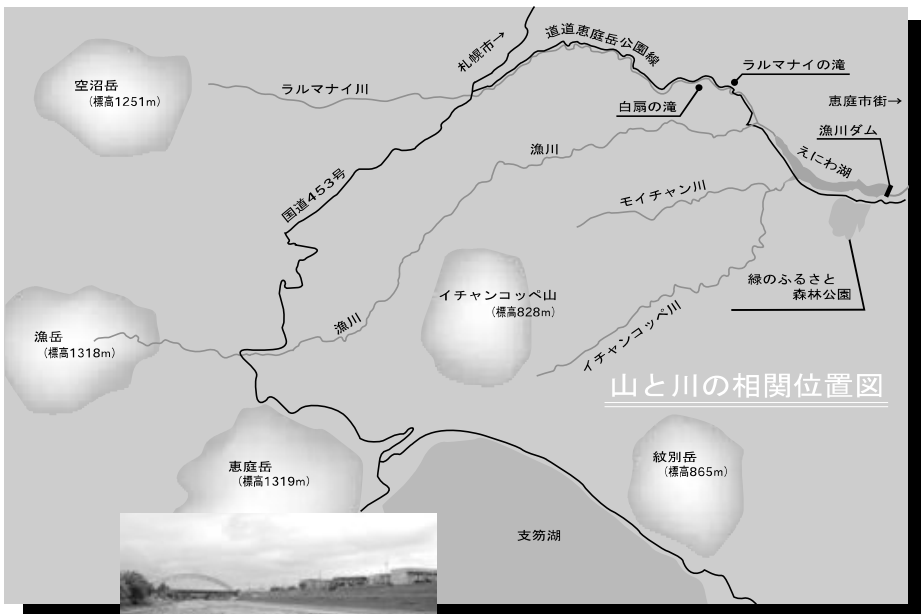 札幌市→
道道恵庭岳公園線
ラルマナイの滝
空沼岳
(標高1251m)
ラルマナイ川
白扇の滝
恵庭市街→
漁川ダム
漁川
えにわ湖
国道453号
モイチャン川
緑のふるさと
森林公園
イチャンコッペ山
(標高828m)
漁川
漁岳
(標高1318m)
イチャンコッペ川
山と川の相関位置図
恵庭岳
(標高1319m)
紋別岳
(標高865m)
支笏湖